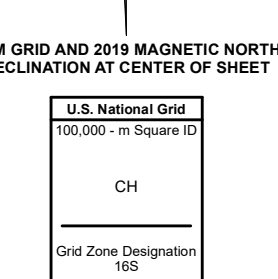 M GRID AND 2019 MAGNETIC NORTH
ECLINATION AT CENTER OF SHEET
U.S. National Grid
100,000 - m Square ID
CH
Grid Zone Designation
16S